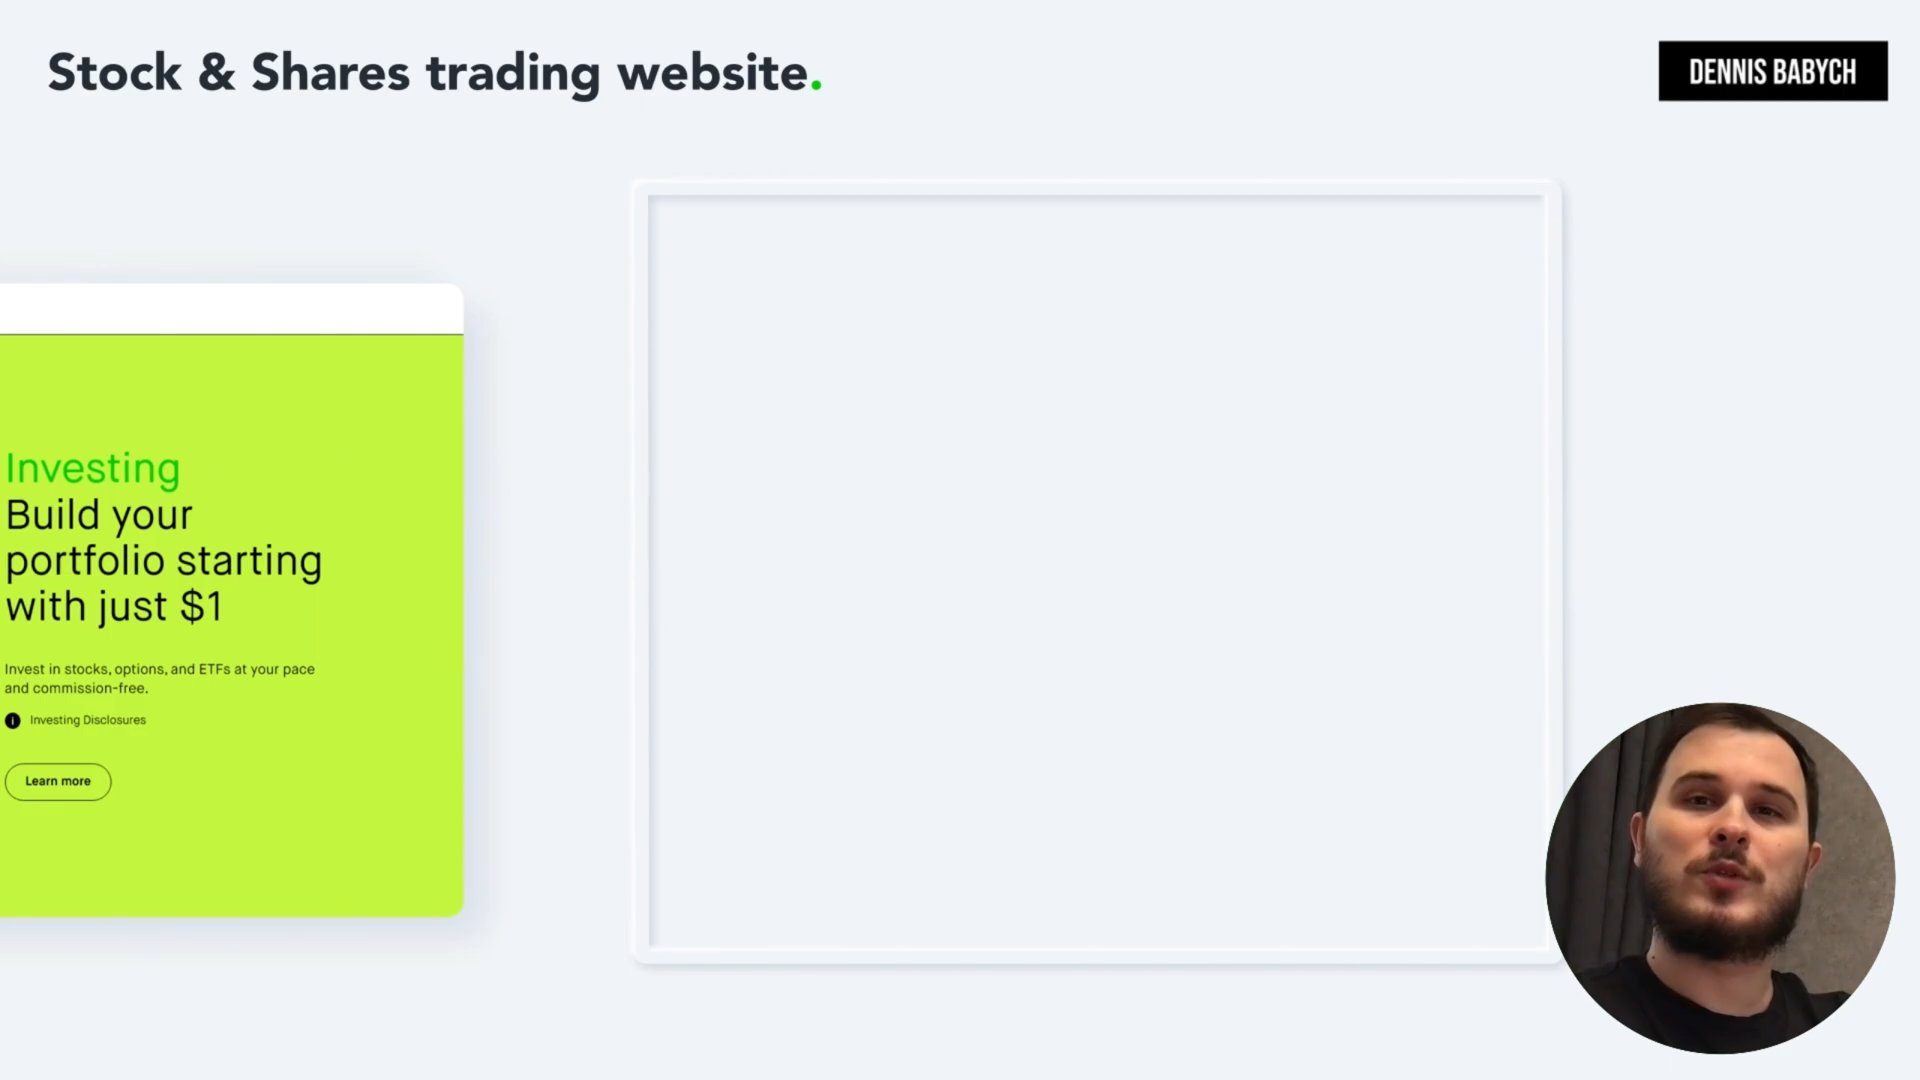 Stock & Shares trading website.
DENNIS BABYCH
Investing
Build your
portfolio starting
with just $1
Invest in stocks, options, and ETFs at your pace
and commission-free.
i Investing Disclosures
Learn more